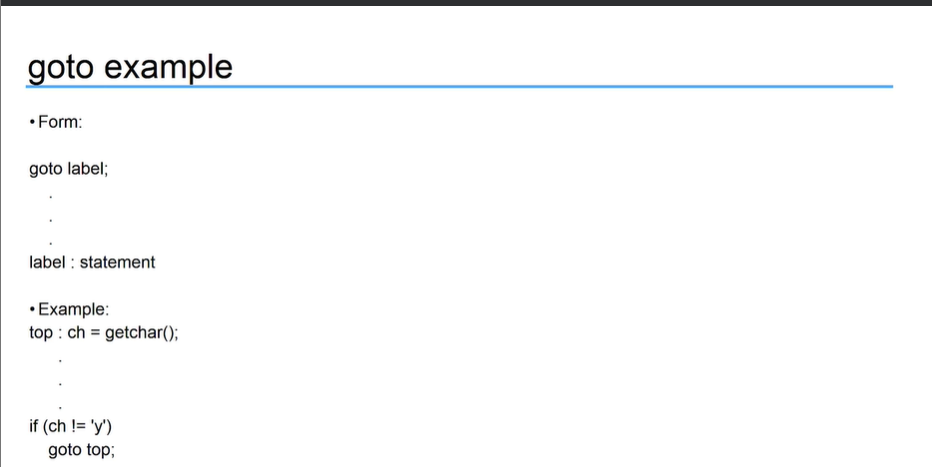 goto example
• Form:
goto label;
.
.
.
label : statement
• Example:
top : ch = getchar();
.
.
.
if (ch != 'y')
goto top;